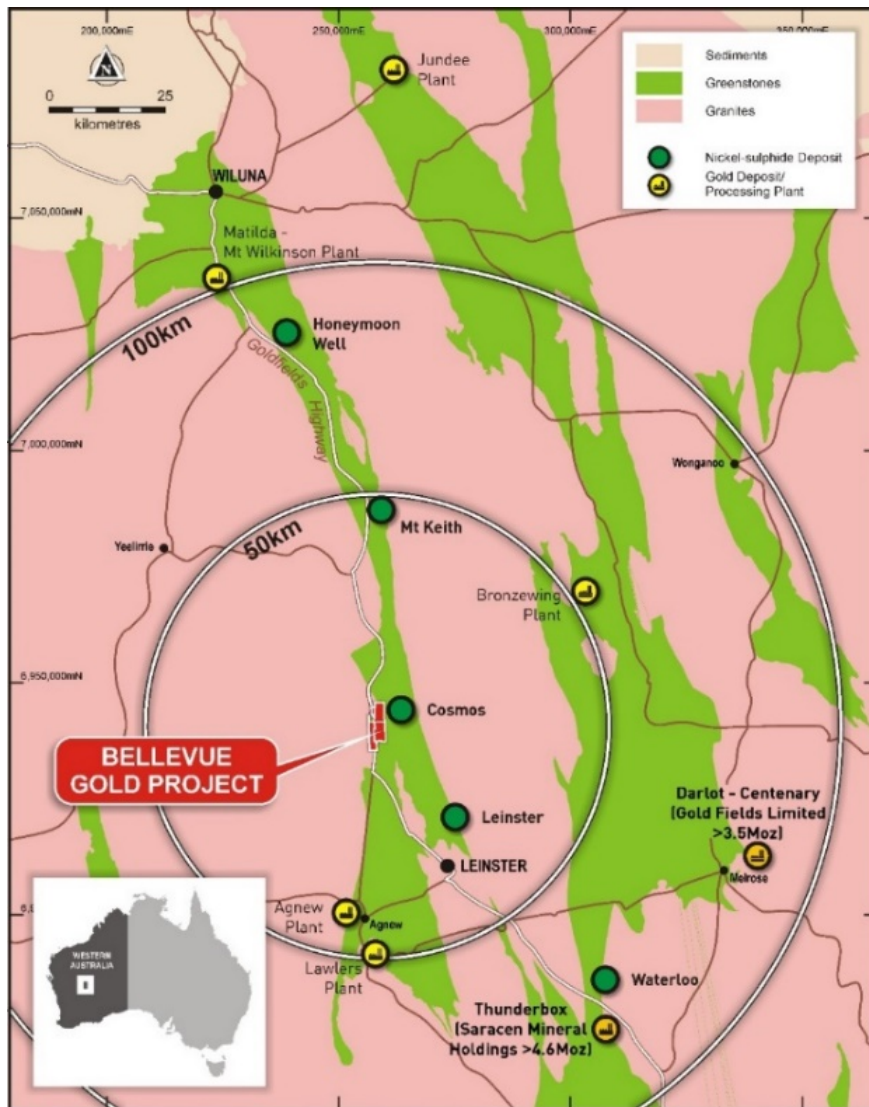 200,000mE
250,000mE
300,000mE
N
0
25
kilometres
Jundee
Plant
Sediments
Greenstones
Granites
Nickel-sulphide Deposit
Gold Deposit/
Processing Plant
WILUNA
7,050,000mN
Matilda -
Mt Wilkinson Plant
100km
Honeymoon
Well
Goldfields
Highway
7,000,000mN
Wonganoo
50km
Mt Keith
Yeelirrie
Bronzewing
Plant
6,950,000mN
Cosmos
BELLEVUE
GOLD PROJECT
Darlot - Centenary
(Gold Fields Limited
>3.5Moz)
Leinster
LEINSTER
Melrose
Agnew
Plant
Agnew
Lawlers
Plant
WESTERN
AUSTRALIA
Waterloo
Thunderbox
(Saracen Mineral
Holdings >4.6Moz)